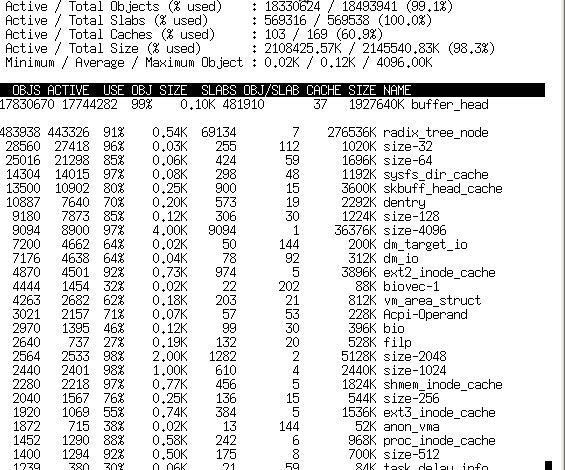 Active / Total Objects (% used) : 18330624 / 18493941 (99.1%)
Active / Total Slabs (% used) : 569316 / 569538 (100.0%)
Active / Total Caches (% used) : 103 / 169 (60.9%)
Active / Total Size (% used) : 2108425.57K / 2145540.83K (98.3%)
Minimum / Average / Maximum Object : 0.02K / 0.12K / 4096.00K
OBJS ACTIVE USE OBJ SIZE SLABS OBJ/SLAB CACHE SIZE NAME
17830670 17744282 99% 0.10K 481910 37 1927640K buffer_head
483938 443326 91% 0.54K 69134 7 276536K radix_tree_node
28560 27418 96% 0.03K 255 112 1020K size-32
25016 21298 85% 0.06K 424 59 1696K size-64
14304 14015 97% 0.08K 298 48 1192K sysfs_dir_cache
13500 10902 80% 0.25K 900 15 3600K skbuff_head_cache
10887 7640 70% 0.20K 573 19 2292K dentry
9180 7873 85% 0.12K 306 30 1224K size-128
9094 8900 97% 4.00K 9094 1 36376K size-4096
7200 4662 64% 0.02K 50 144 200K dm_target_io
7176 4638 64% 0.04K 78 92 312K dm_io
4870 4501 92% 0.73K 974 5 3896K ext2_inode_cache
4444 1454 32% 0.02K 22 202 88K biovec-1
4263 2682 62% 0.18K 203 21 812K vm_area_struct
3021 2157 71% 0.07K 57 53 228K Acpi-Operand
2970 1395 46% 0.12K 99 30 396K bio
2640 737 27% 0.19K 132 20 528K filp
2564 2533 98% 2.00K 1282 2 5128K size-2048
2440 2401 98% 1.00K 610 4 2440K size-1024
2280 2218 97% 0.77K 456 5 1824K shmem_inode_cache
2040 1567 76% 0.25K 136 15 544K size-256
1920 1069 55% 0.74K 384 5 1536K ext3_inode_cache
1872 715 38% 0.02K 13 144 52K anon_vma
1452 1290 88% 0.58K 242 6 968K proc_inode_cache
1400 1294 92% 0.50K 175 8 700K size-512
1239 380 30% 0.06K 21 59 84K task_delay_info